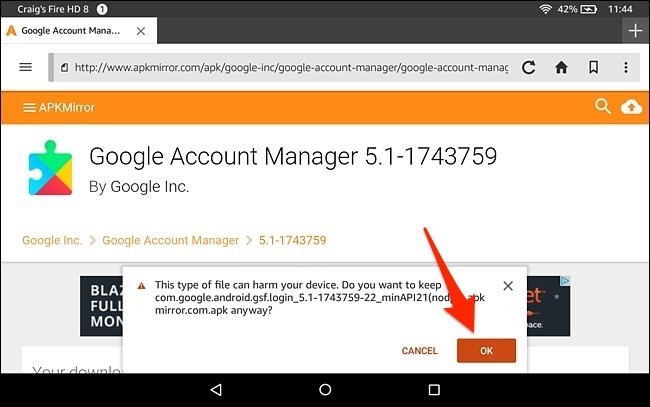 Craig's Fire HD 8 1 42% 11:44
Google Account Mana...
http://www.apkmirror.com/apk/google-inc/google-account-manager/google-account-manag
APKMirror
Google Account Manager 5.1-1743759
By Google Inc.
Google Inc. > Google Account Manager > 5.1-1743759
BLAZ
FULL
MON
et
pace.
This type of file can harm your device. Do you want to keep
com.google.android.gsf.login_5.1-1743759-22_minAPI21(nod apk
mirror.com.apk anyway?
CANCEL OK
Your downlo